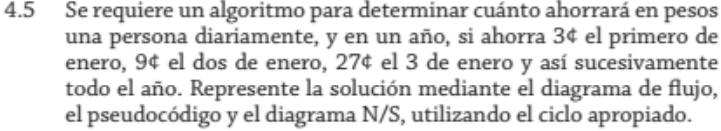 4.5 Se requiere un algoritmo para determinar cuánto ahorrará en pesos
una persona diariamente, y en un año, si ahorra 3¢ el primero de
enero, 9¢ el dos de enero, 27¢ el 3 de enero y así sucesivamente
todo el año. Represente la solución mediante el diagrama de flujo,
el pseudocódigo y el diagrama N/S, utilizando el ciclo apropiado.